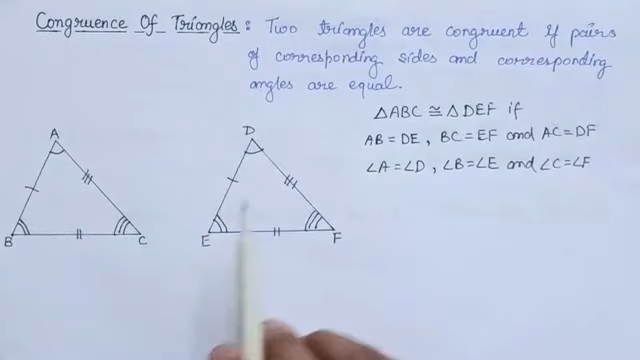 Congruence Of Triangles : Two triangles are congruent if pairs
of corresponding sides and corresponding
angles are equal.
△ABC ≅ △DEF if
AB = DE , BC = EF and AC = DF
∠A = ∠D , ∠B = ∠E and ∠C = ∠F
A
D
B
C
E
F